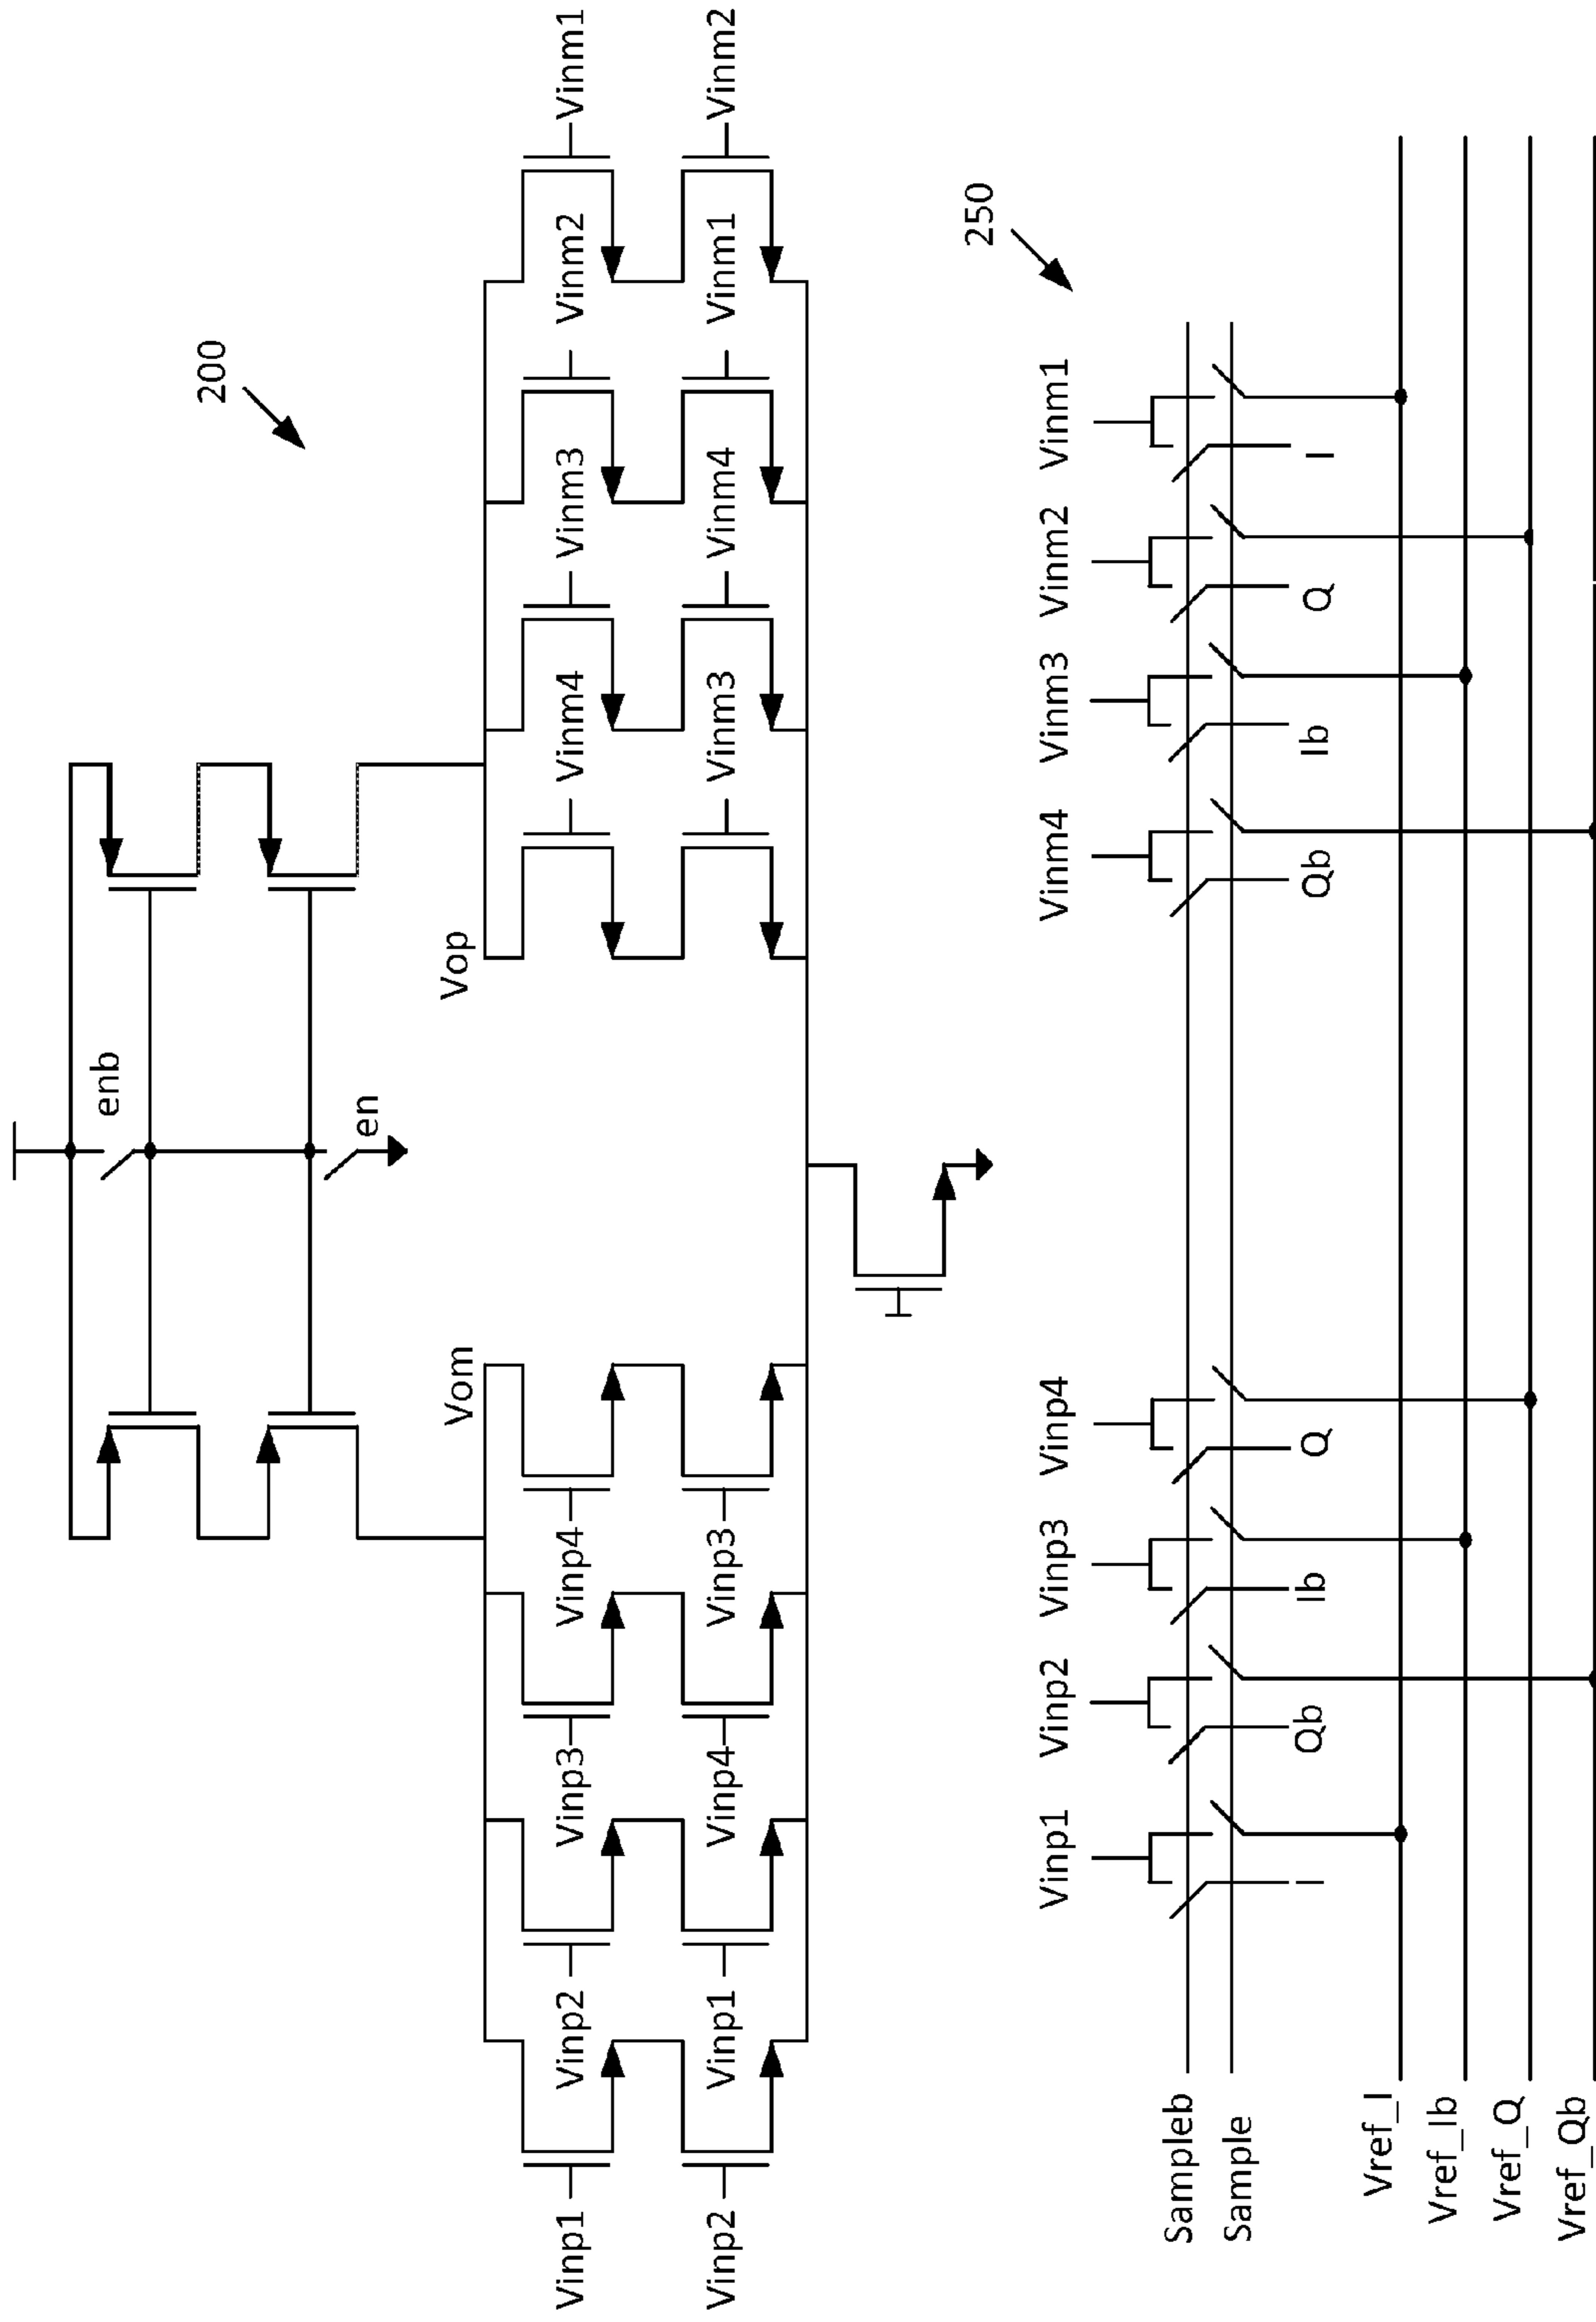 200
enb
en
Vom
Vop
Vinp1
Vinp2
Vinp3
Vinp4
Vinm4
Vinm3
Vinm2
Vinm1
Vinp2
Vinp1
Vinp4
Vinp3
Vinm3
Vinm4
Vinm1
Vinm2
250
Vinp1
Vinp2
Vinp3
Vinp4
Vinm4
Vinm3
Vinm2
Vinm1
Sampleb
Sample
I
Qb
Ib
Q
Qb
Ib
Q
I
Vref_I
Vref_Ib
Vref_Q
Vref_Qb